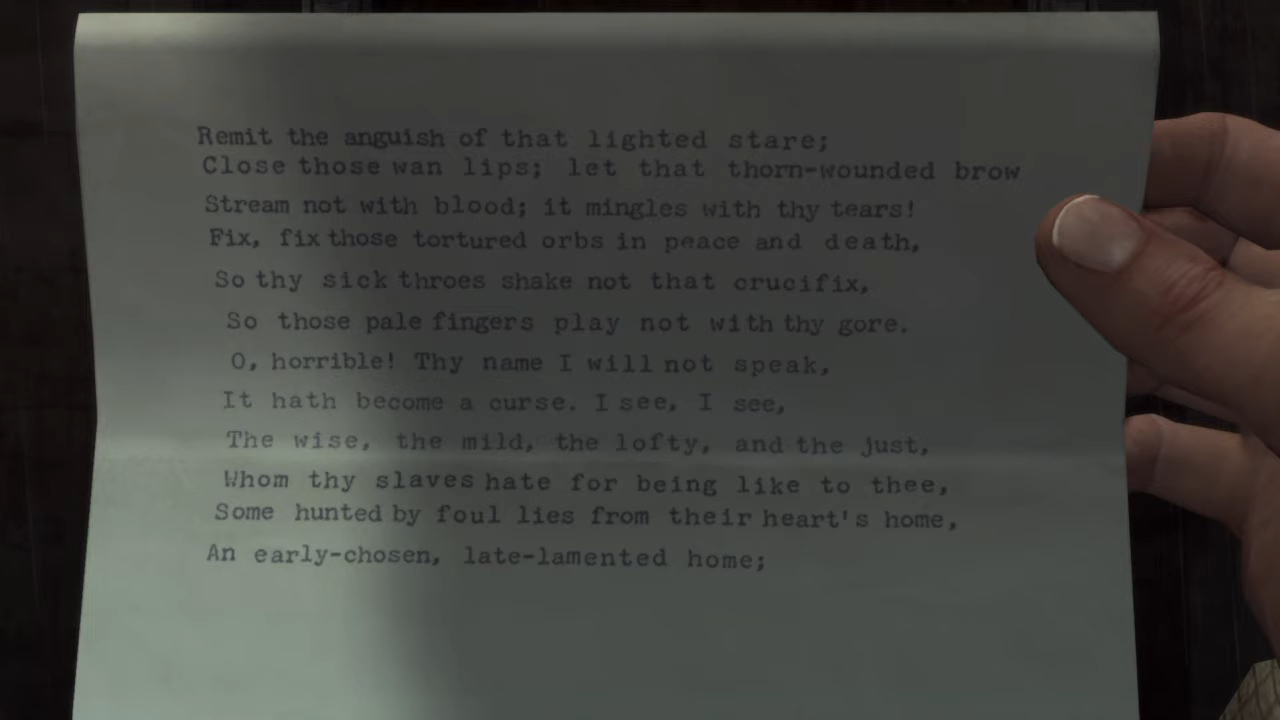 Remit the anguish of that lighted stare;
Close those wan lips; let that thorn-wounded brow
Stream not with blood; it mingles with thy tears!
Fix, fix those tortured orbs in peace and death,
So thy sick throes shake not that crucifix,
So those pale fingers play not with thy gore.
O, horrible! Thy name I will not speak,
It hath become a curse. I see, I see,
The wise, the mild, the lofty, and the just,
Whom thy slaves hate for being like to thee,
Some hunted by foul lies from their heart's home,
An early-chosen, late-lamented home;